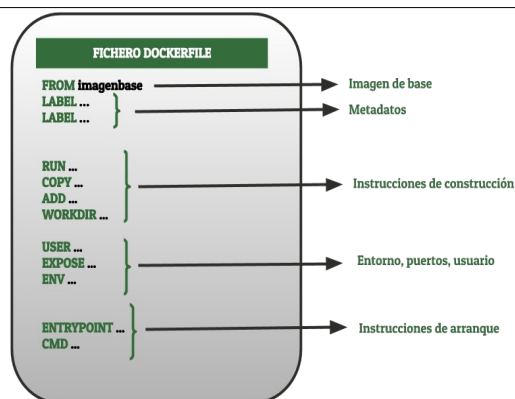 FICHERO DOCKERFILE
FROM imagenbase
Imagen de base
LABEL ...
LABEL ...
Metadatos
RUN ...
COPY ...
ADD ...
WORKDIR ...
Instrucciones de construcción
USER ...
EXPOSE ...
ENV ...
Entorno, puertos, usuario
ENTRYPOINT ...
CMD ...
Instrucciones de arranque